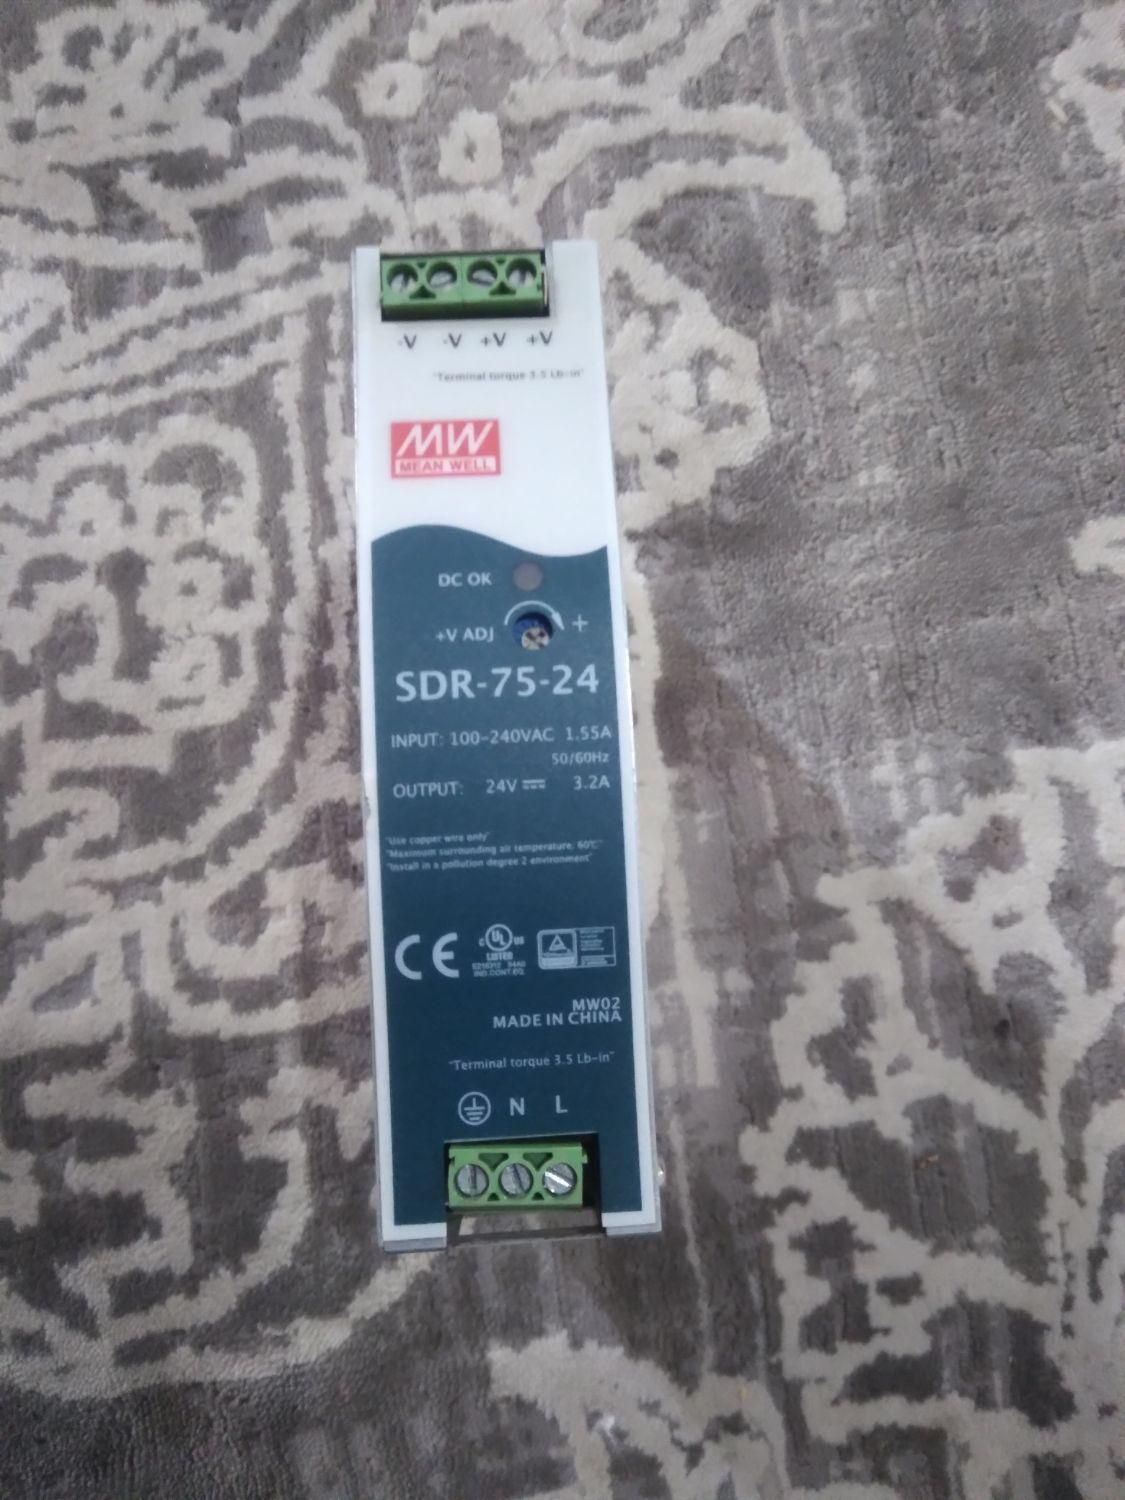 -V -V +V +V
"Terminal torque 3.5 Lb-in"
MW
MEAN WELL
DC OK
+V ADJ +
SDR-75-24
INPUT: 100-240VAC 1.55A
50/60Hz
OUTPUT: 24V 3.2A
"Use copper wire only"
"Maximum surrounding air temperature, 60℃"
"Install in a pollution degree 2 environment"
CE
C UL US
LISTED
IND.CONT.EQ.
MW02
MADE IN CHINA
"Terminal torque 3.5 Lb-in"
N L